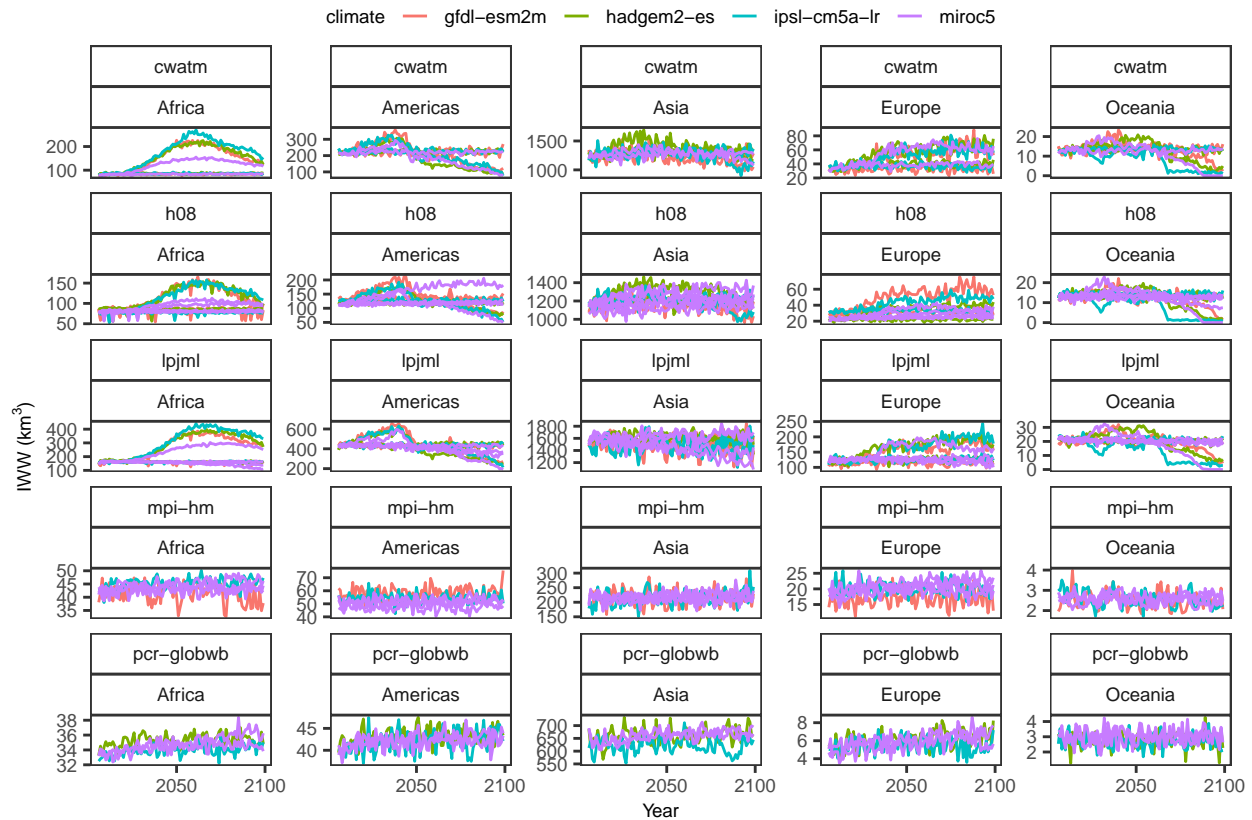 climate gfdl−esm2m hadgem2−es ipsl−cm5a−lr miroc5
cwatm cwatm cwatm cwatm cwatm
Africa Americas Asia Europe Oceania
200 100
300 200 100
1500 1000
80 60 40 20
20 10 0
h08 h08 h08 h08 h08
Africa Americas Asia Europe Oceania
150 100 50
200 150 100 50
1400 1200 1000
60 40 20
20 10 0
lpjml lpjml lpjml lpjml lpjml
Africa Americas Asia Europe Oceania
400 300 200 100
600 400 200
1800 1600 1400 1200
250 200 150 100
30 20 10 0
mpi−hm mpi−hm mpi−hm mpi−hm mpi−hm
Africa Americas Asia Europe Oceania
50 45 40 35
70 60 50 40
300 250 200 150
25 20 15
4 3 2
pcr−globwb pcr−globwb pcr−globwb pcr−globwb pcr−globwb
Africa Americas Asia Europe Oceania
38 36 34 32
45 40
700 650 600 550
8 6 4
4 3 2
2050 2100 2050 2100 2050 2100 2050 2100 2050 2100
Year
IWW (km³)